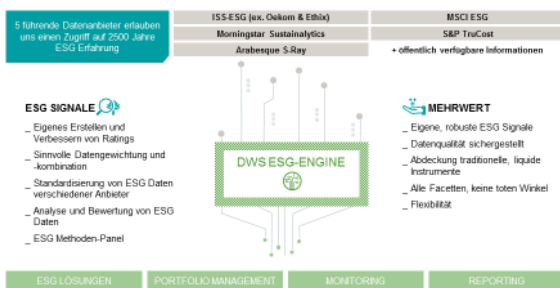 5 führende Datenanbieter erlauben
uns einen Zugriff auf 2500 Jahre
ESG Erfahrung
ISS-ESG (ex. Oekom & Ethix)
MSCI ESG
Morningstar Sustainalytics
S&P TruCost
Arabesque S-Ray
+ öffentlich verfügbare Informationen
ESG SIGNALE
_ Eigenes Erstellen und
Verbessern von Ratings
_ Sinnvolle Datengewichtung und
-kombination
_ Standardisierung von ESG Daten
verschiedener Anbieter
_ Analyse und Bewertung von ESG
Daten
_ ESG Methoden-Panel
DWS ESG-ENGINE
MEHRWERT
_ Eigene, robuste ESG Signale
_ Datenqualität sichergestellt
_ Abdeckung traditionelle, liquide
Instrumente
_ Alle Facetten, keine toten Winkel
_ Flexibilität
ESG LÖSUNGEN
PORTFOLIO MANAGEMENT
MONITORING
REPORTING